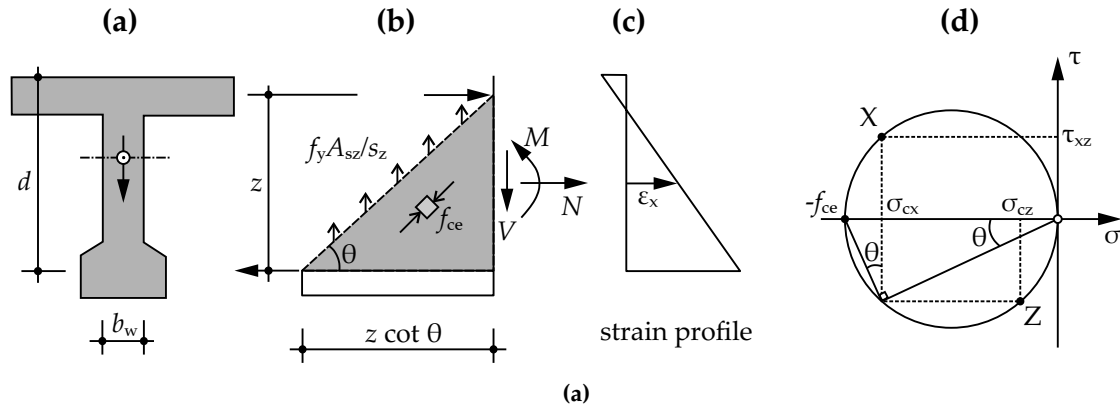 (a)
(b)
(c)
(d)
d
b_w
f_yA_sz/s_z
z
θ
f_ce
M
N
V
z cot θ
ε_x
strain profile
τ
X
τ_xz
-f_ce
σ_cx
σ_cz
θ
θ
σ
Z
(a)